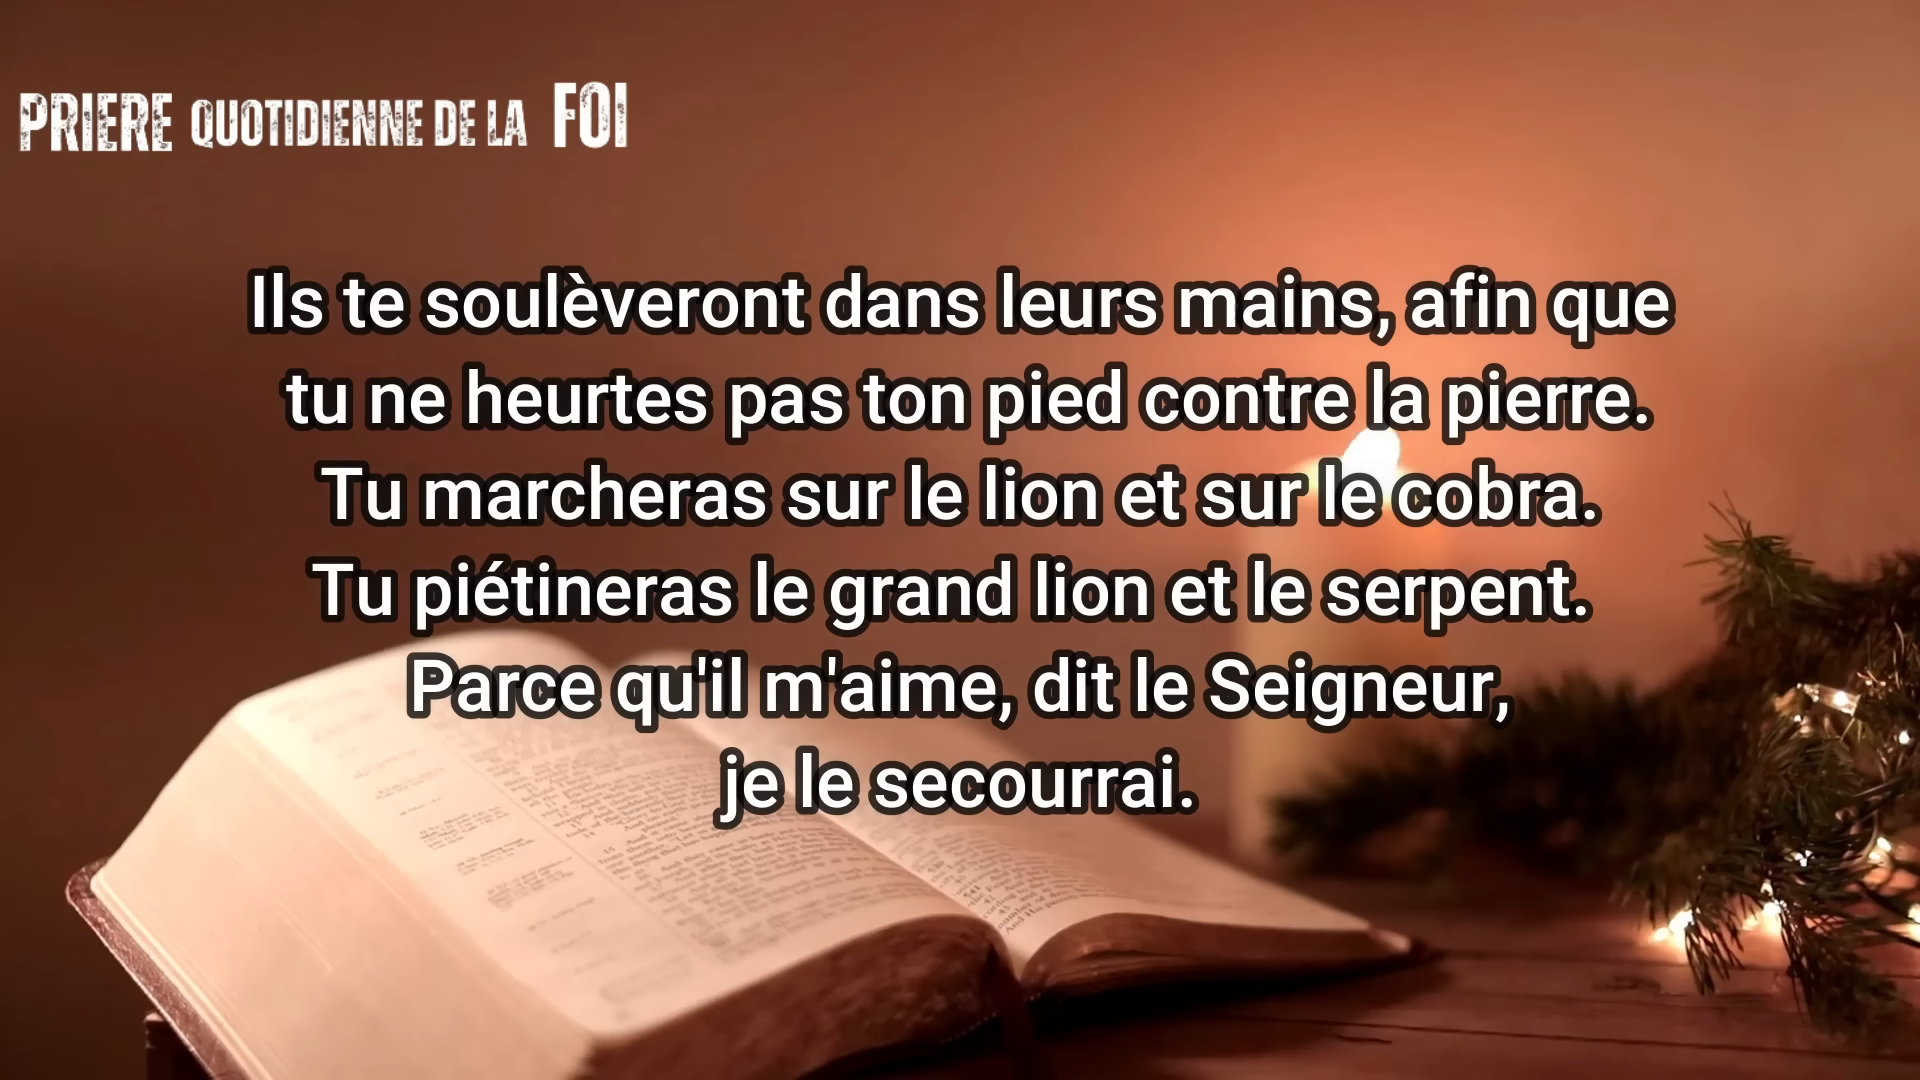 PRIERE QUOTIDIENNE DE LA FOI
Ils te soulèveront dans leurs mains, afin que
tu ne heurtes pas ton pied contre la pierre.
Tu marcheras sur le lion et sur le cobra.
Tu piétineras le grand lion et le serpent.
Parce qu'il m'aime, dit le Seigneur,
je le secourrai.